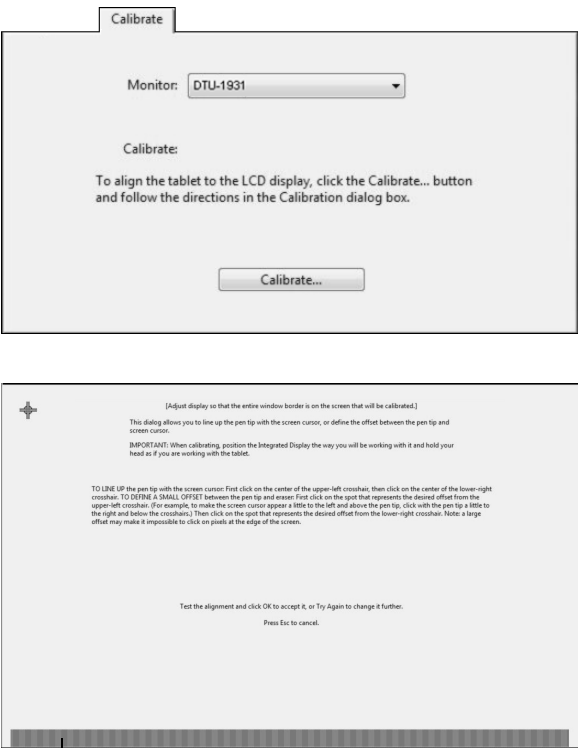 Calibrate
Monitor: DTU-1931
Calibrate:
To align the tablet to the LCD display, click the Calibrate... button
and follow the directions in the Calibration dialog box.
Calibrate...
[Adjust display so that the entire window border is on the screen that will be calibrated.]
This dialog allows you to line up the pen tip with the screen cursor, or define the offset between the pen tip and
screen cursor.
IMPORTANT: When calibrating, position the Integrated Display the way you will be working with it and hold your
head as if you are working with the tablet.
TO LINE UP the pen tip with the screen cursor: First click on the center of the upper-left crosshair, then click on the center of the lower-right
crosshair. TO DEFINE A SMALL OFFSET between the pen tip and eraser: First click on the spot that represents the desired offset from the
upper-left crosshair. (For example, to make the screen cursor appear a little to the left and above the pen tip, click with the pen tip a little to
the right and below the crosshairs.) Then click on the spot that represents the desired offset from the lower-right crosshair. Note: a large
offset may make it impossible to click on pixels at the edge of the screen.
Test the alignment and click OK to accept it, or Try Again to change it further.
Press Esc to cancel.